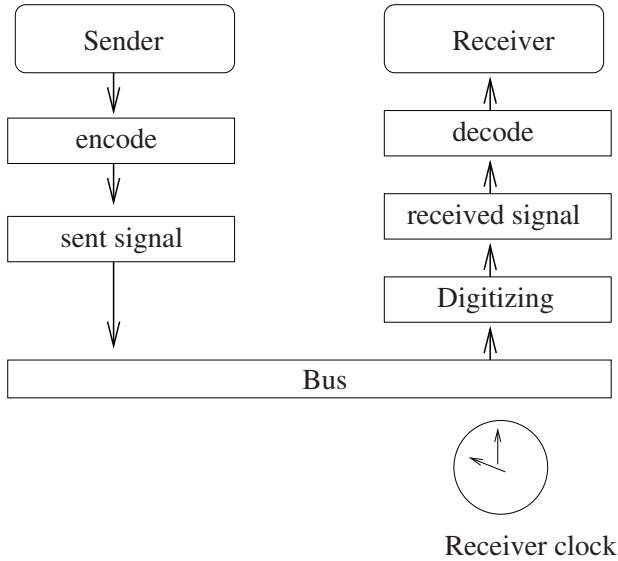 Sender
Receiver
encode
decode
sent signal
received signal
Digitizing
Bus
Receiver clock